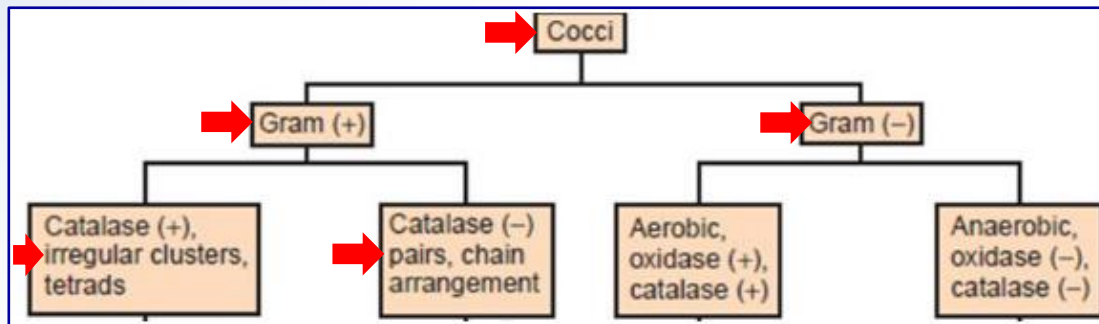 Cocci
Gram (+)
Gram (–)
Catalase (+),
irregular clusters,
tetrads
Catalase (–)
pairs, chain
arrangement
Aerobic,
oxidase (+),
catalase (+)
Anaerobic,
oxidase (–),
catalase (–)